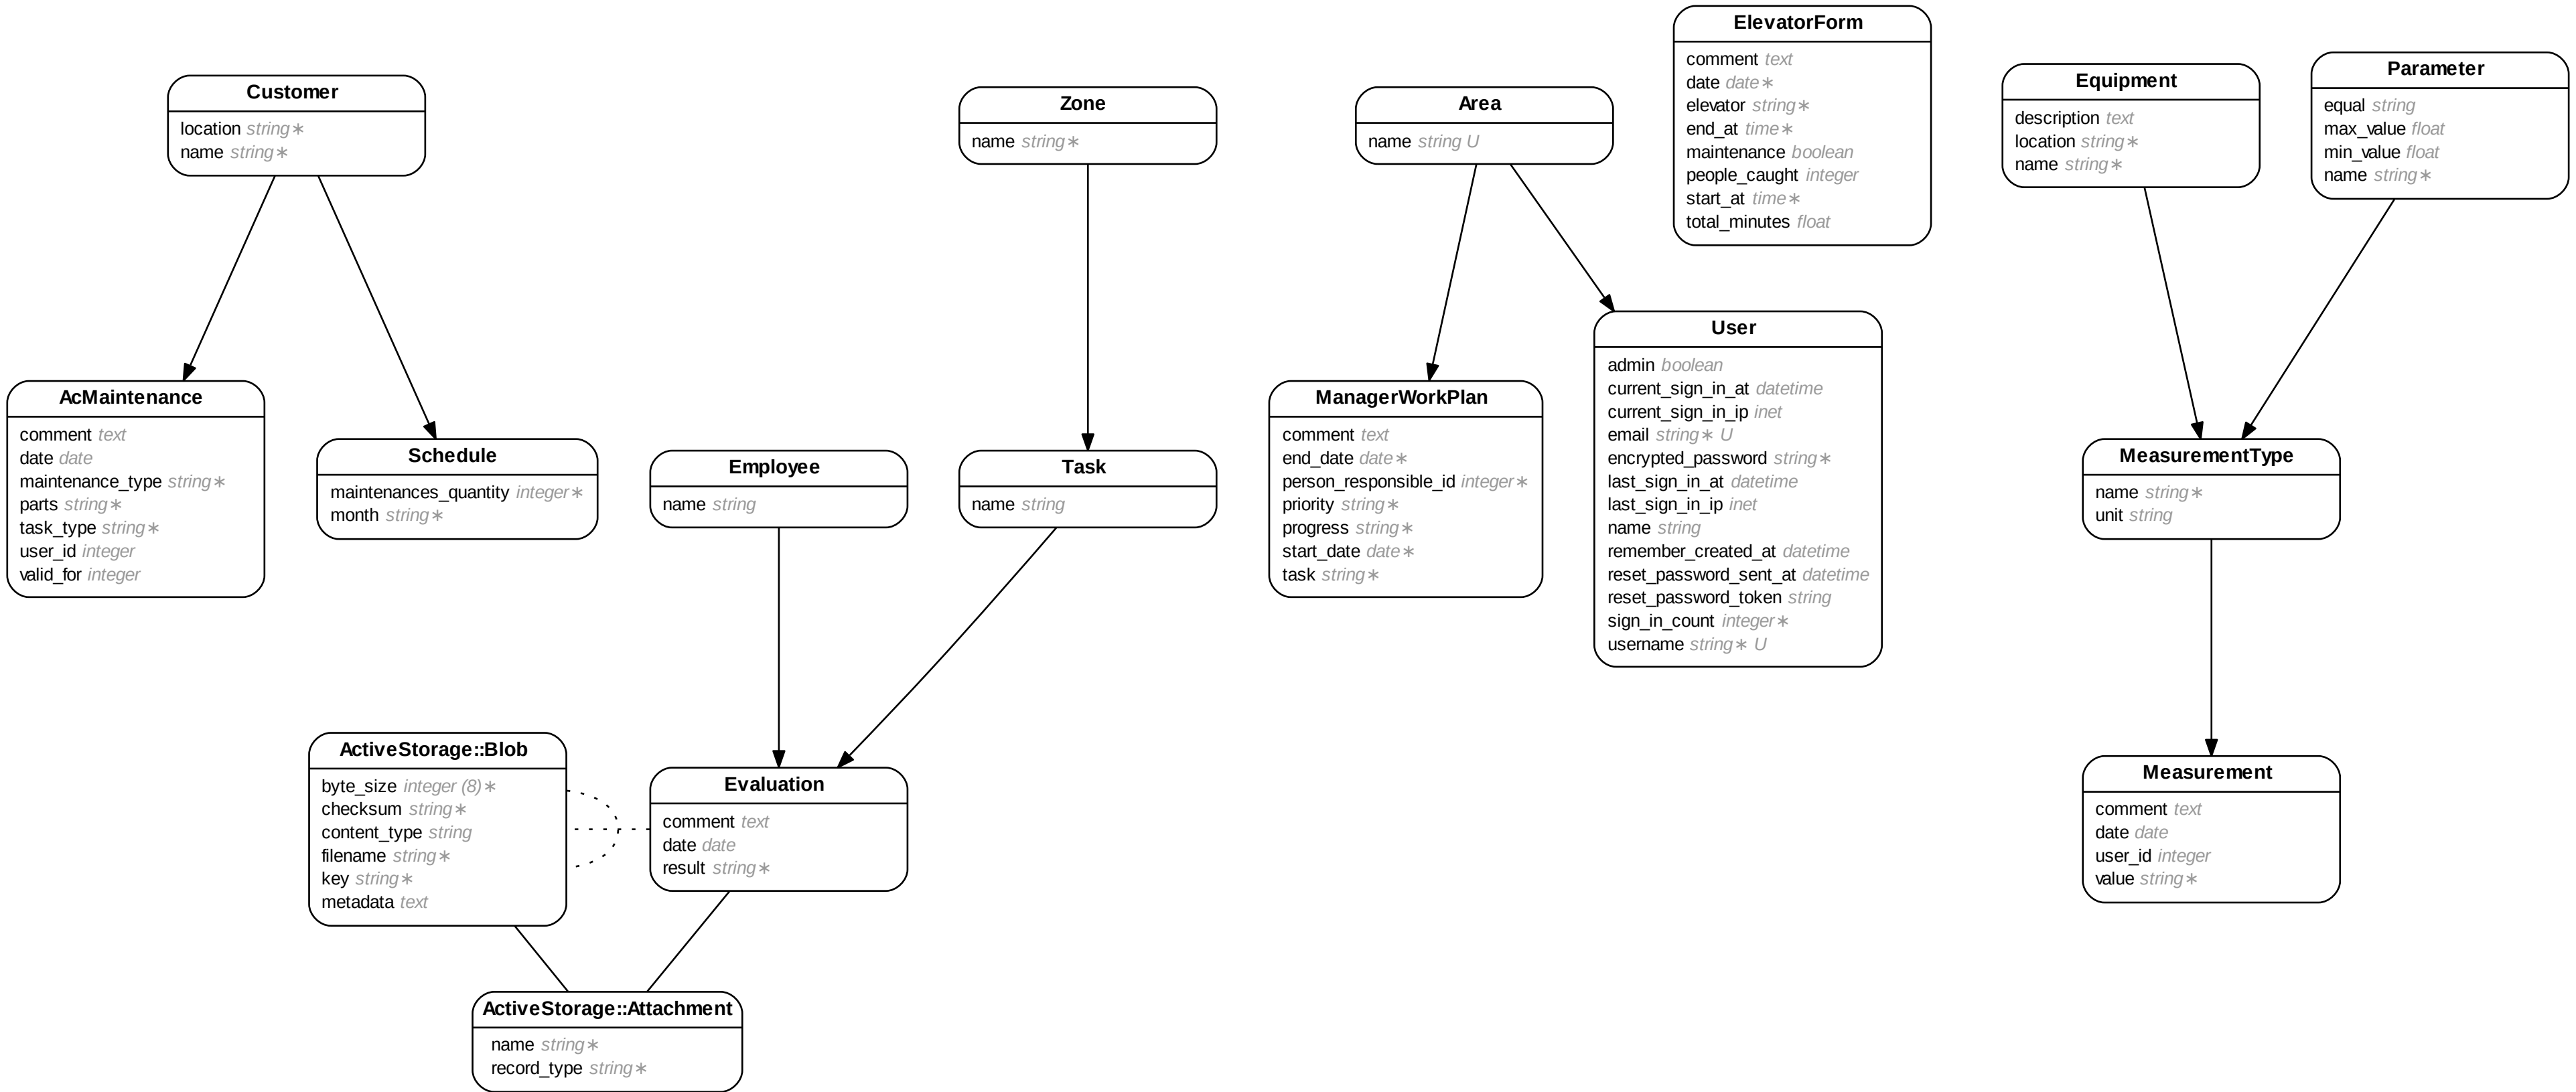 Customer
location string∗
name string∗
AcMaintenance
comment text
date date
maintenance_type string∗
parts string∗
task_type string∗
user_id integer
valid_for integer
Schedule
maintenances_quantity integer∗
month string∗
Employee
name string
Zone
name string∗
Task
name string
ActiveStorage::Blob
byte_size integer (8)∗
checksum string∗
content_type string
filename string∗
key string∗
metadata text
Evaluation
comment text
date date
result string∗
ActiveStorage::Attachment
name string∗
record_type string∗
Area
name string U
ManagerWorkPlan
comment text
end_date date∗
person_responsible_id integer∗
priority string∗
progress string∗
start_date date∗
task string∗
ElevatorForm
comment text
date date∗
elevator string∗
end_at time∗
maintenance boolean
people_caught integer
start_at time∗
total_minutes float
User
admin boolean
current_sign_in_at datetime
current_sign_in_ip inet
email string∗ U
encrypted_password string∗
last_sign_in_at datetime
last_sign_in_ip inet
name string
remember_created_at datetime
reset_password_sent_at datetime
reset_password_token string
sign_in_count integer∗
username string∗ U
Equipment
description text
location string∗
name string∗
Parameter
equal string
max_value float
min_value float
name string∗
MeasurementType
name string∗
unit string
Measurement
comment text
date date
user_id integer
value string∗